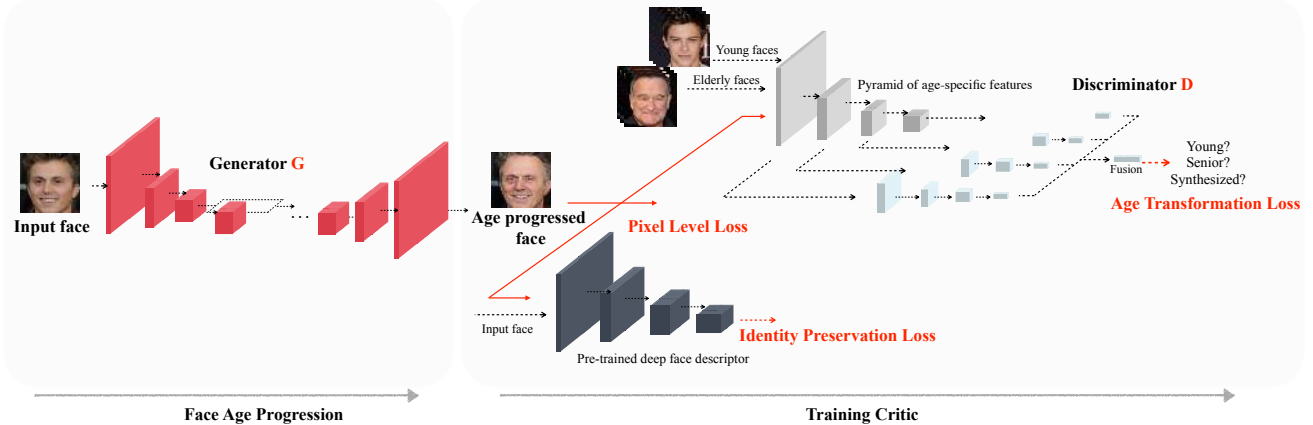 Generator G
Input face
Age progressed
face
Face Age Progression
Young faces
Elderly faces
Pyramid of age-specific features
Discriminator D
Fusion
Young?
Senior?
Synthesized?
Age Transformation Loss
Pixel Level Loss
Input face
Identity Preservation Loss
Pre-trained deep face descriptor
Training Critic